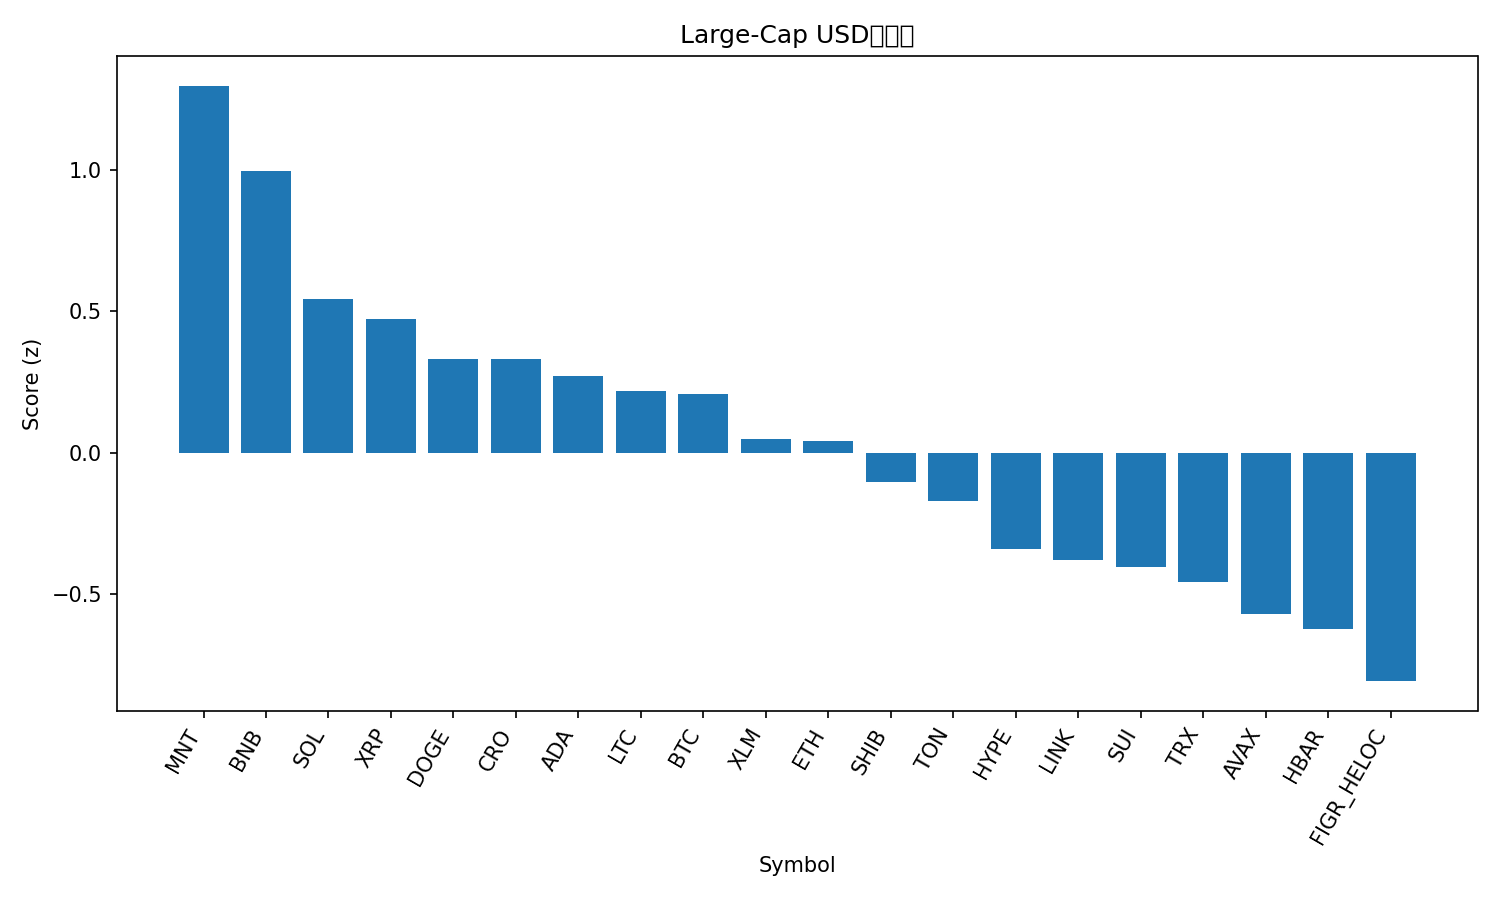 Large-Cap USD
1.0
0.5
0.0
−0.5
Score (z)
MNT
BNB
SOL
XRP
DOGE
CRO
ADA
LTC
BTC
XLM
ETH
SHIB
TON
HYPE
LINK
SUI
TRX
AVAX
HBAR
FIGR_HELOC
Symbol